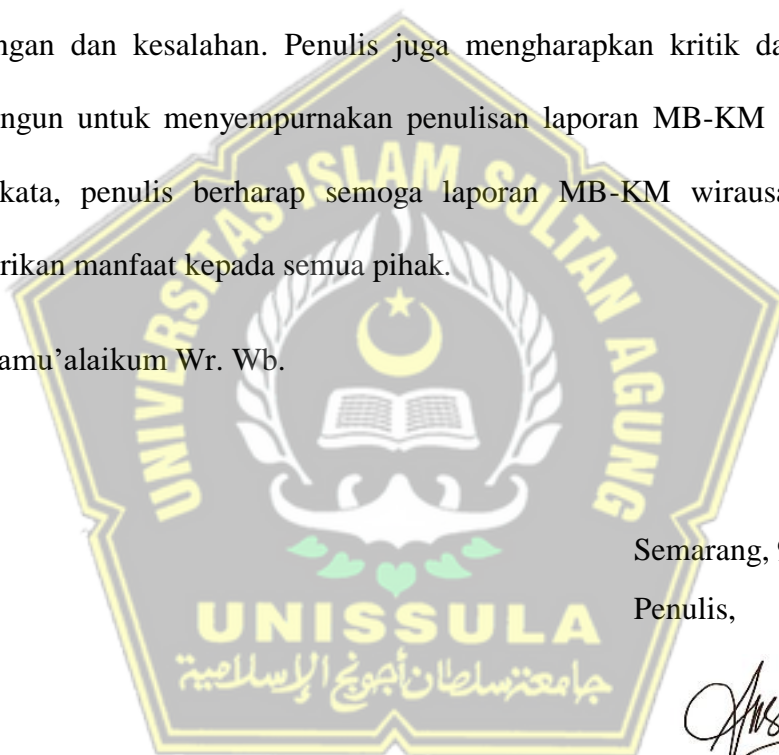 ngan dan kesalahan. Penulis juga mengharapkan kritik da
ngun untuk menyempurnakan penulisan laporan MB-KM
kata, penulis berharap semoga laporan MB-KM wirausa
rikan manfaat kepada semua pihak.
amu’alaikum Wr. Wb.
UNIVERSITAS ISLAM SULTAN AGUNG
Semarang, 9
Penulis,
UNISSULA
جامعتنسلطان أجونج الإسلامية